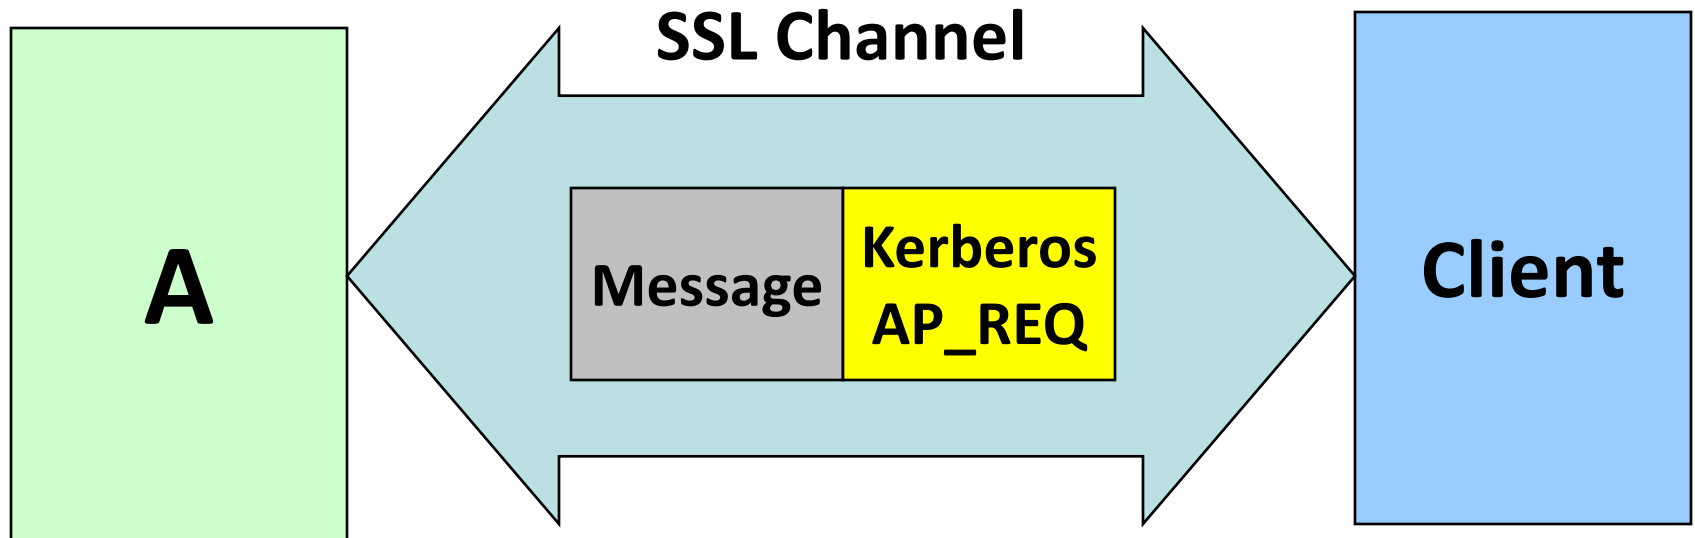 SSL Channel
A
Message
Kerberos
AP_REQ
Client